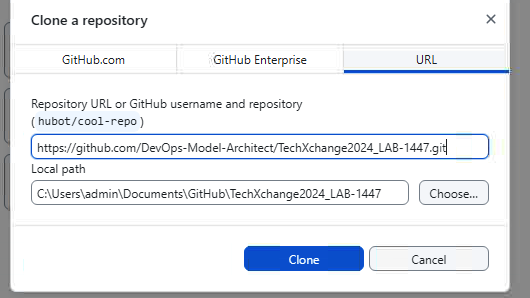 Clone a repository
GitHub.com
GitHub Enterprise
URL
Repository URL or GitHub username and repository
(hubot/cool-repo)
https://github.com/DevOps-Model-Architect/TechXchange2024_LAB-1447.git
Local path
C:\Users\admin\Documents\GitHub\TechXchange2024_LAB-1447
Choose...
Clone
Cancel